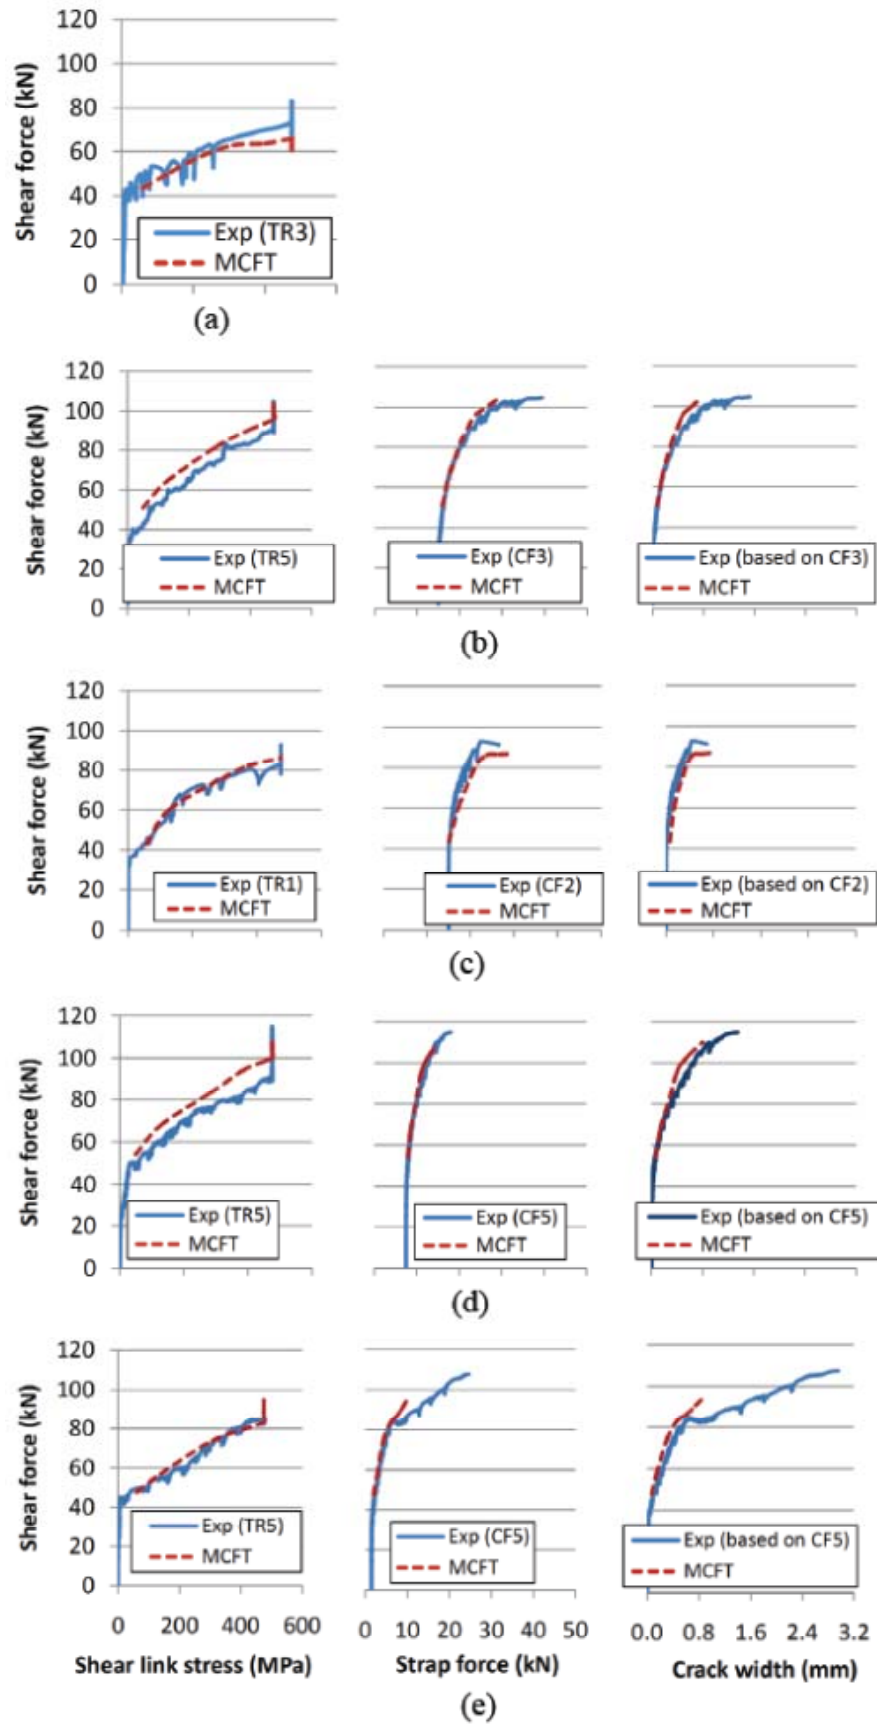 120
100
80
60
40
20
0
Shear force (kN)
Exp (TR3)
MCFT
(a)
120
100
80
60
40
20
0
Shear force (kN)
Exp (TR5)
MCFT
Exp (CF3)
MCFT
Exp (based on CF3)
MCFT
(b)
120
100
80
60
40
20
0
Shear force (kN)
Exp (TR1)
MCFT
Exp (CF2)
MCFT
Exp (based on CF2)
MCFT
(c)
120
100
80
60
40
20
0
Shear force (kN)
Exp (TR5)
MCFT
Exp (CF5)
MCFT
Exp (based on CF5)
MCFT
(d)
120
100
80
60
40
20
0
Shear force (kN)
Exp (TR5)
MCFT
Exp (CF5)
MCFT
Exp (based on CF5)
MCFT
0 200 400 600
0 10 20 30 40 50
0.0 0.8 1.6 2.4 3.2
Shear link stress (MPa)
Strap force (kN)
Crack width (mm)
(e)